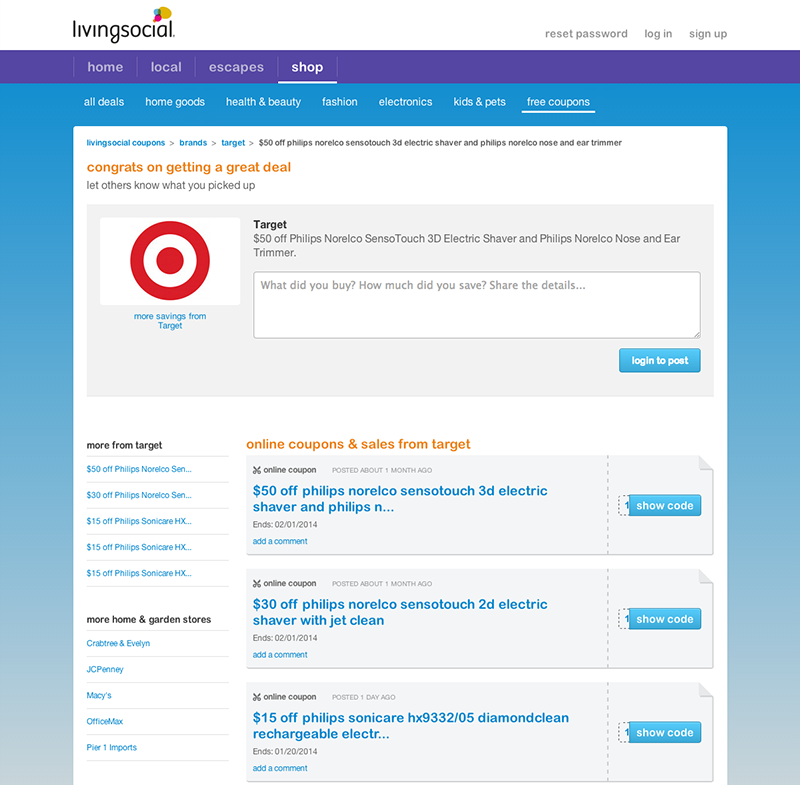 livingsocial.
reset password log in sign up
home local escapes shop
all deals home goods health & beauty fashion electronics kids & pets free coupons
livingsocial coupons > brands > target > $50 off philips norelco sensotouch 3d electric shaver and philips norelco nose and ear trimmer
congrats on getting a great deal
let others know what you picked up
Target
$50 off Philips Norelco SensoTouch 3D Electric Shaver and Philips Norelco Nose and Ear
Trimmer.
What did you buy? How much did you save? Share the details...
more savings from
Target
login to post
more from target
$50 off Philips Norelco Sen...
$30 off Philips Norelco Sen...
$15 off Philips Sonicare HX...
$15 off Philips Sonicare HX...
$15 off Philips Sonicare HX...
more home & garden stores
Crabtree & Evelyn
JCPenney
Macy's
OfficeMax
Pier 1 Imports
online coupons & sales from target
online coupon POSTED ABOUT 1 MONTH AGO
$50 off philips norelco sensotouch 3d electric
shaver and philips n...
Ends: 02/01/2014
add a comment
1 show code
online coupon POSTED ABOUT 1 MONTH AGO
$30 off philips norelco sensotouch 2d electric
shaver with jet clean
Ends: 02/01/2014
add a comment
1 show code
online coupon POSTED 1 DAY AGO
$15 off philips sonicare hx9332/05 diamondclean
rechargeable electr...
Ends: 01/20/2014
add a comment
1 show code